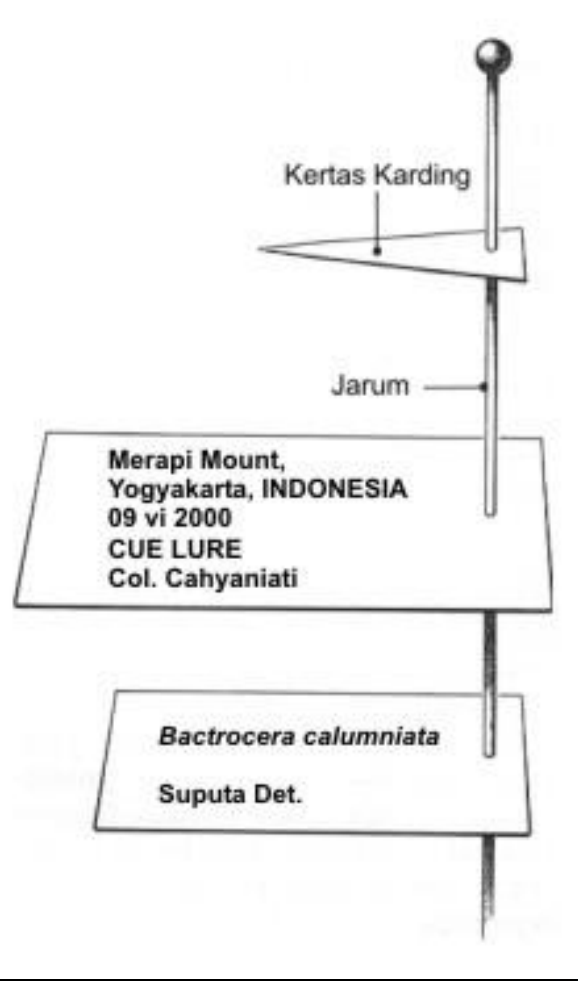 Kertas Karding
Jarum
Merapi Mount,
Yogyakarta, INDONESIA
09 vi 2000
CUE LURE
Col. Cahyaniati
Bactrocera calumniata
Suputa Det.